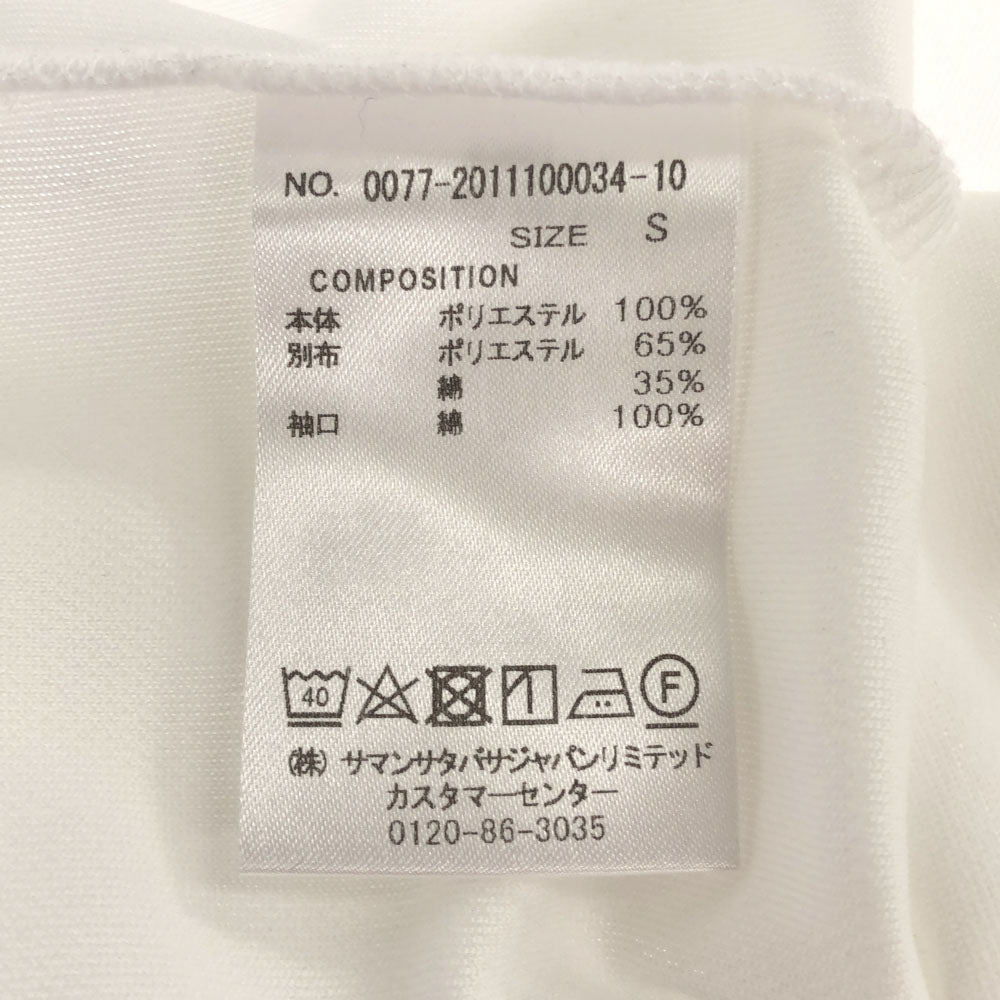 NO. 0077-2011100034-10
SIZE S
COMPOSITION
本体 ポリエステル 100%
別布 ポリエステル 65%
綿 35%
袖口 綿 100%
40 F
(株) サマンサタバサジャパンリミテッド
カスタマーセンター
0120-86-3035